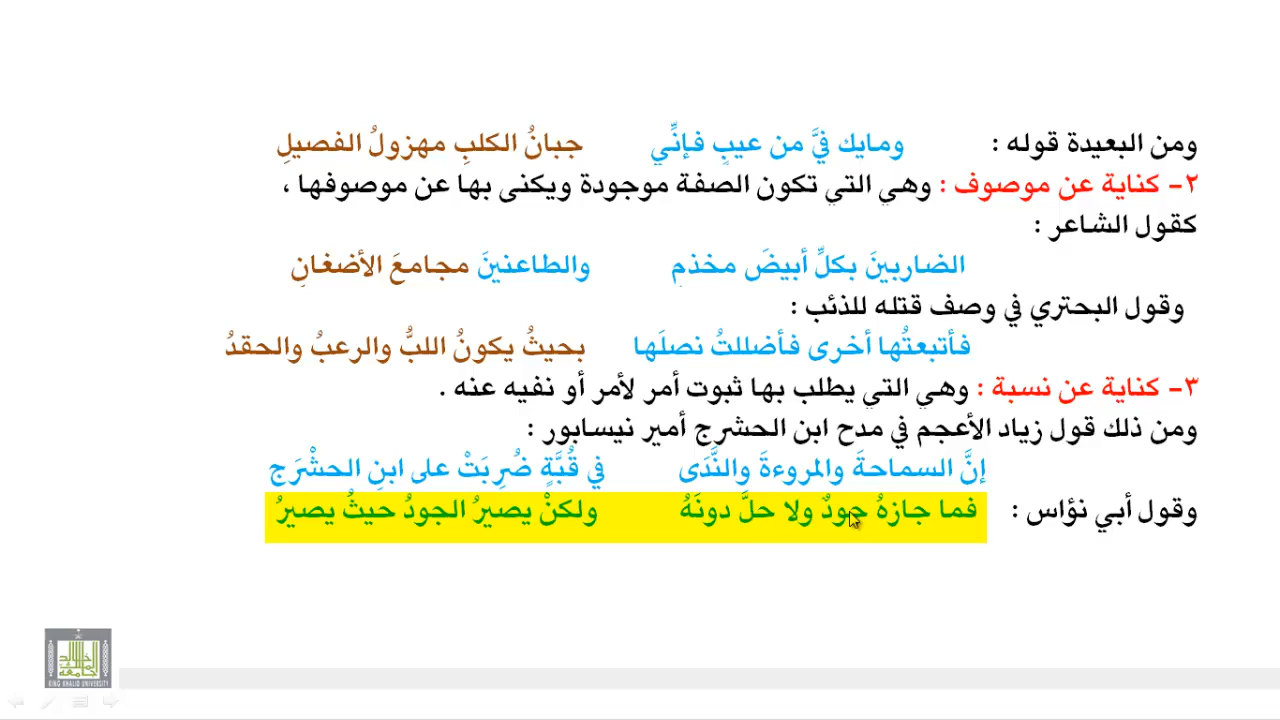 ومن البعيدة قوله : ومايك فيَّ من عيبٍ فإنِّي جبانُ الكلبِ مهزولُ الفصيلِ
٢- كناية عن موصوف : وهي التي تكون الصفة موجودة ويكنى بها عن موصوفها ،
كقول الشاعر :
الضاربينَ بكلِّ أبيضَ مخذمٍ والطاعنينَ مجامعَ الأضغانِ
وقول البحتري في وصف قتله للذئب :
فأتبعتُها أخرى فأضللتُ نصلَها بحيثُ يكونُ اللبُّ والرعبُ والحقدُ
٣- كناية عن نسبة : وهي التي يطلب بها ثبوت أمر لأمر أو نفيه عنه .
ومن ذلك قول زياد الأعجم في مدح ابن الحشرج أمير نيسابور :
إنَّ السماحةَ والمروءةَ والنَّدَى في قُبَّةٍ ضُرِبَتْ على ابنِ الحشْرَجِ
وقول أبي نؤاس : فما جازهُ جودٌ ولا حلَّ دونَهُ ولكنْ يصيرُ الجودُ حيثُ يصيرُ
KING KHALID UNIVERSITY